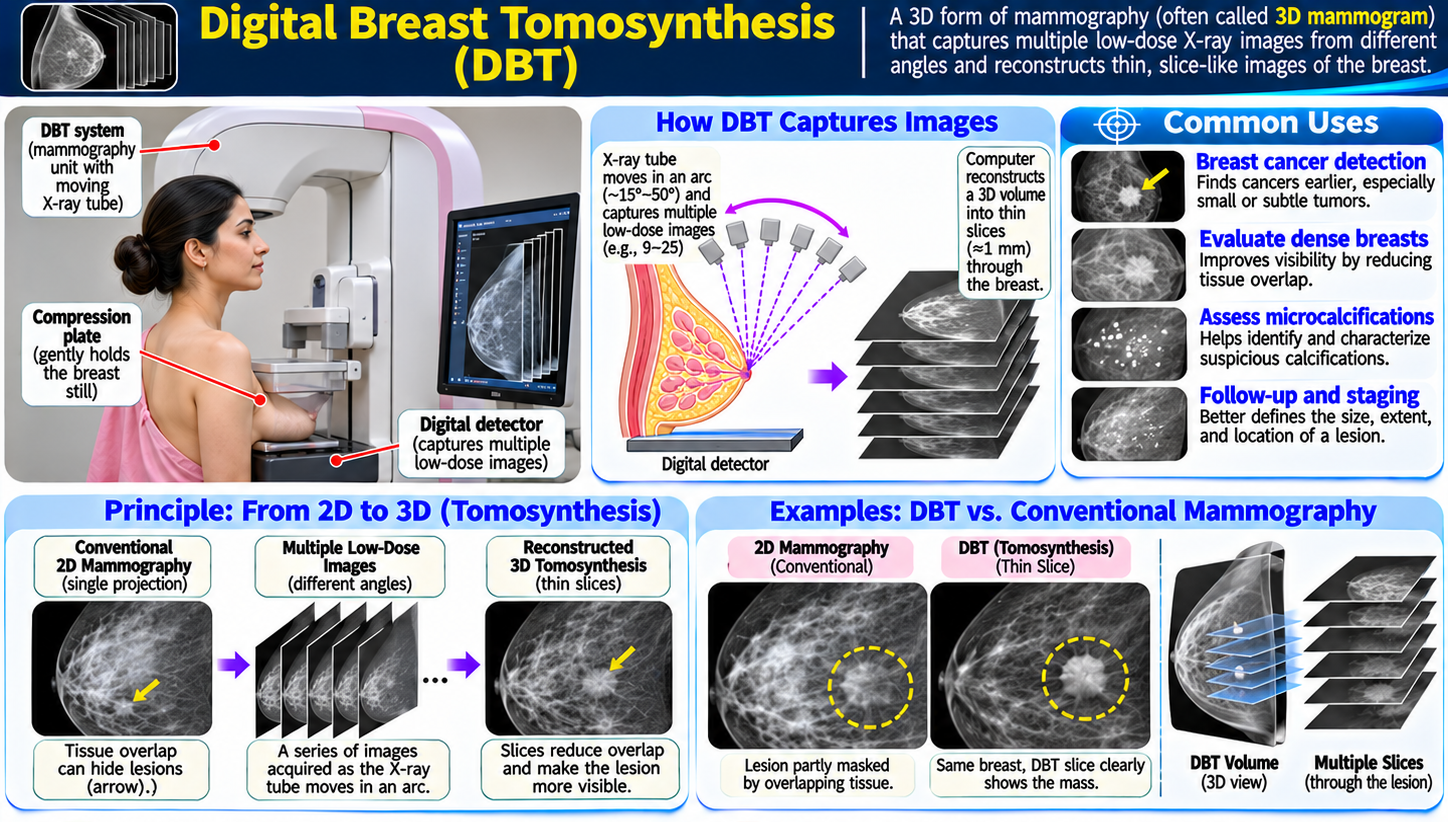 Digital Breast Tomosynthesis
(DBT)
A 3D form of mammography (often called 3D mammogram)
that captures multiple low-dose X-ray images from different
angles and reconstructs thin, slice-like images of the breast.
DBT system
(mammography
unit with
moving
X-ray tube)
Compression
plate
(gently holds
the breast
still)
Digital detector
(captures multiple
low-dose images)
How DBT Captures Images
X-ray tube
moves in an arc
(~15°~50°) and
captures multiple
low-dose images
(e.g., 9~25)
Computer
reconstructs
a 3D volume
into thin
slices
(≈1 mm)
through
the breast.
Digital detector
Common Uses
Breast cancer detection
Finds cancers earlier, especially
small or subtle tumors.
Evaluate dense breasts
Improves visibility by reducing
tissue overlap.
Assess microcalcifications
Helps identify and characterize
suspicious calcifications.
Follow-up and staging
Better defines the size, extent,
and location of a lesion.
Principle: From 2D to 3D (Tomosynthesis)
Conventional
2D Mammography
(single projection)
Tissue overlap
can hide lesions
(arrow).)
Multiple Low-Dose
Images
(different angles)
...
A series of images
acquired as the X-ray
tube moves in an arc.
Reconstructed
3D Tomosynthesis
(thin slices)
Slices reduce overlap
and make the lesion
more visible.
Examples: DBT vs. Conventional Mammography
2D Mammography
(Conventional)
Lesion partly masked
by overlapping tissue.
DBT (Tomosynthesis)
(Thin Slice)
Same breast, DBT slice clearly
shows the mass.
DBT Volume
(3D view)
Multiple Slices
(through the lesion)